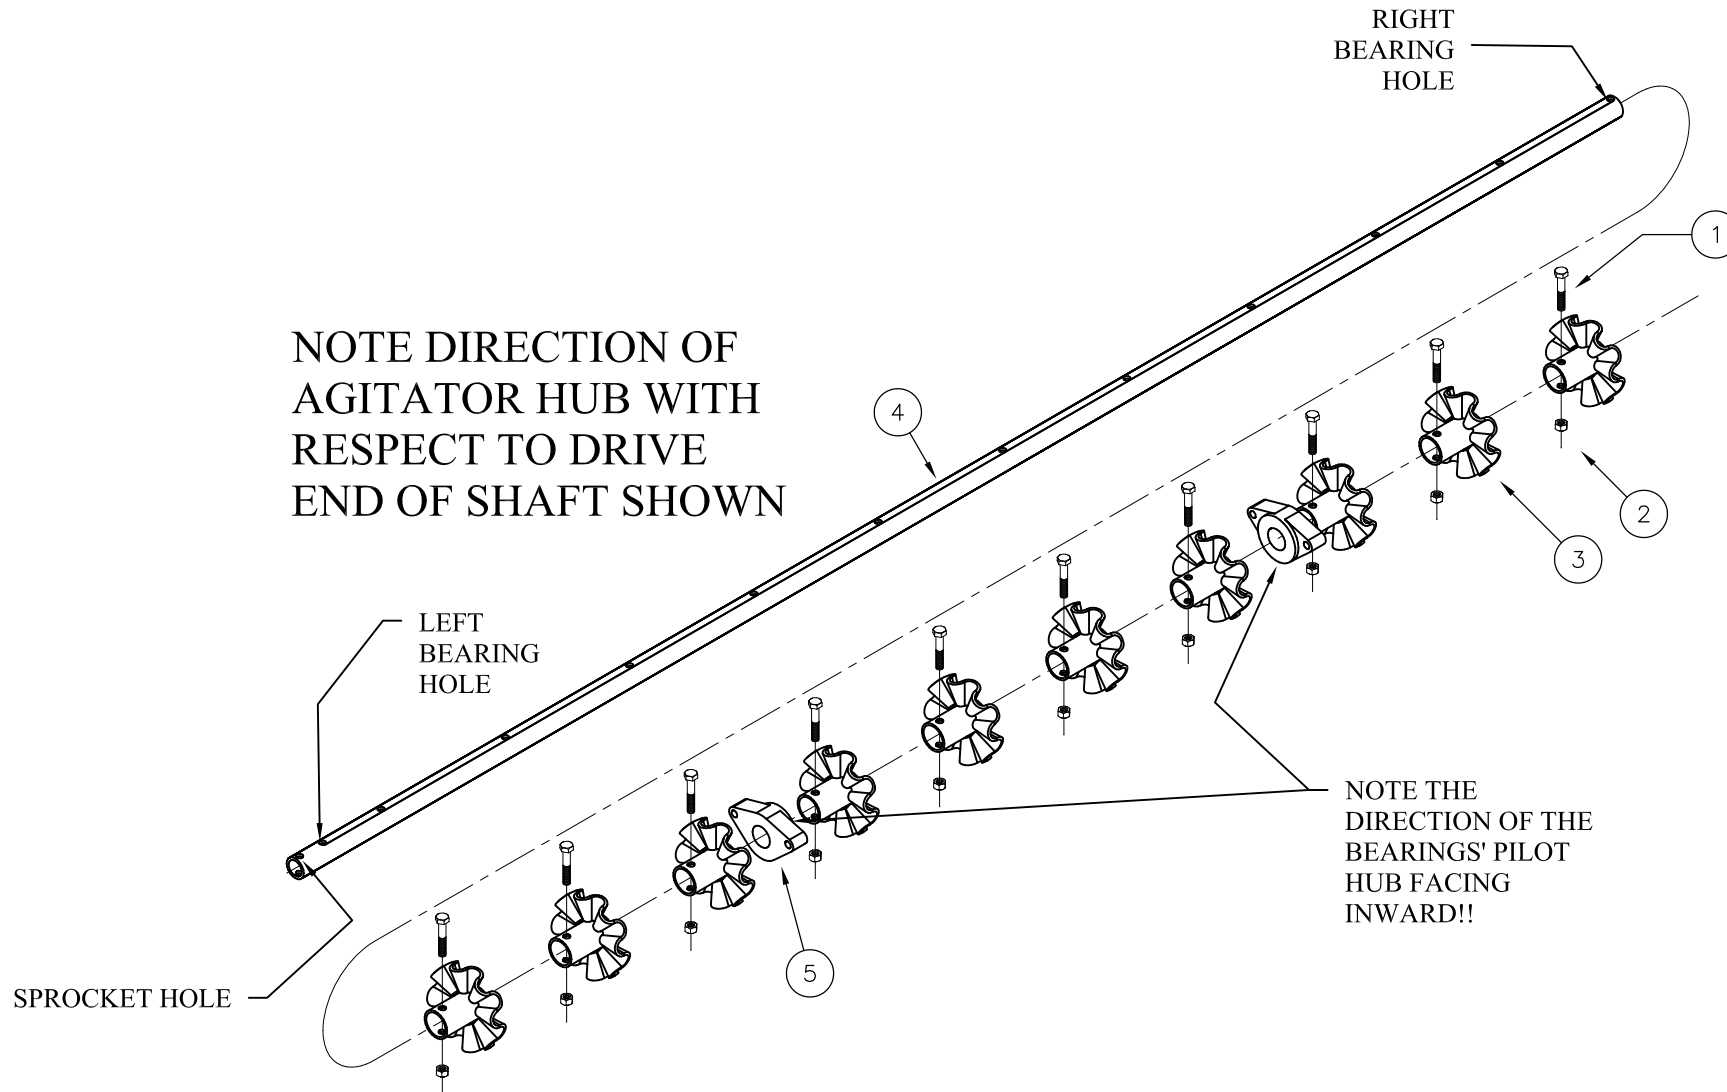 RIGHT
BEARING
HOLE
1
NOTE DIRECTION OF
AGITATOR HUB WITH
RESPECT TO DRIVE
END OF SHAFT SHOWN
4
2
3
LEFT
BEARING
HOLE
NOTE THE
DIRECTION OF THE
BEARINGS' PILOT
HUB FACING
INWARD!!
5
SPROCKET HOLE